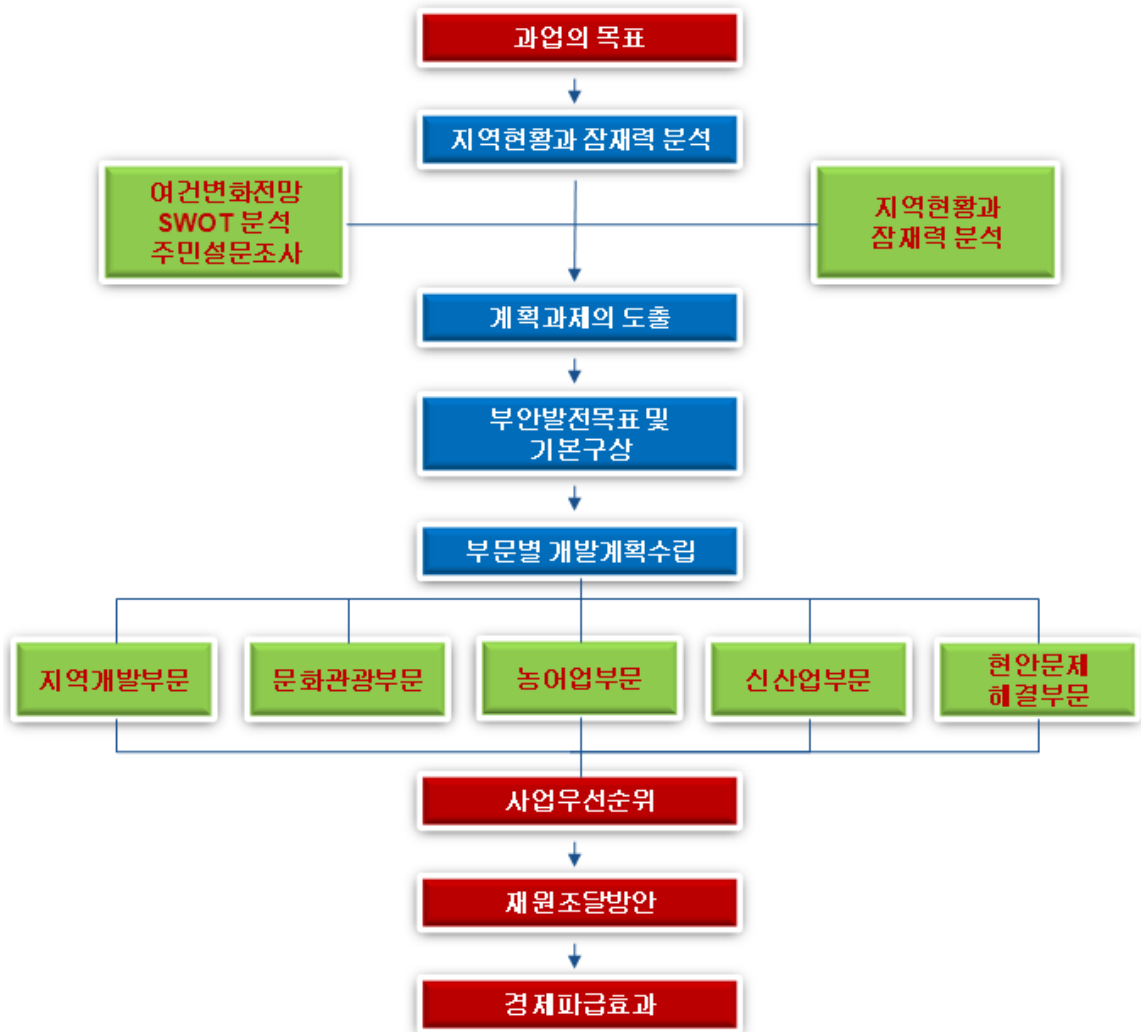 과업의 목표
지역현황과 잠재력 분석
여건변화전망
SWOT 분석
주민설문조사
지역현황과
잠재력 분석
계획과제의 도출
부안발전목표 및
기본구상
부문별 개발계획수립
지역개발부문
문화관광부문
농어업부문
신산업부문
현안문제
해결부문
사업우선순위
재원조달방안
경제파급효과